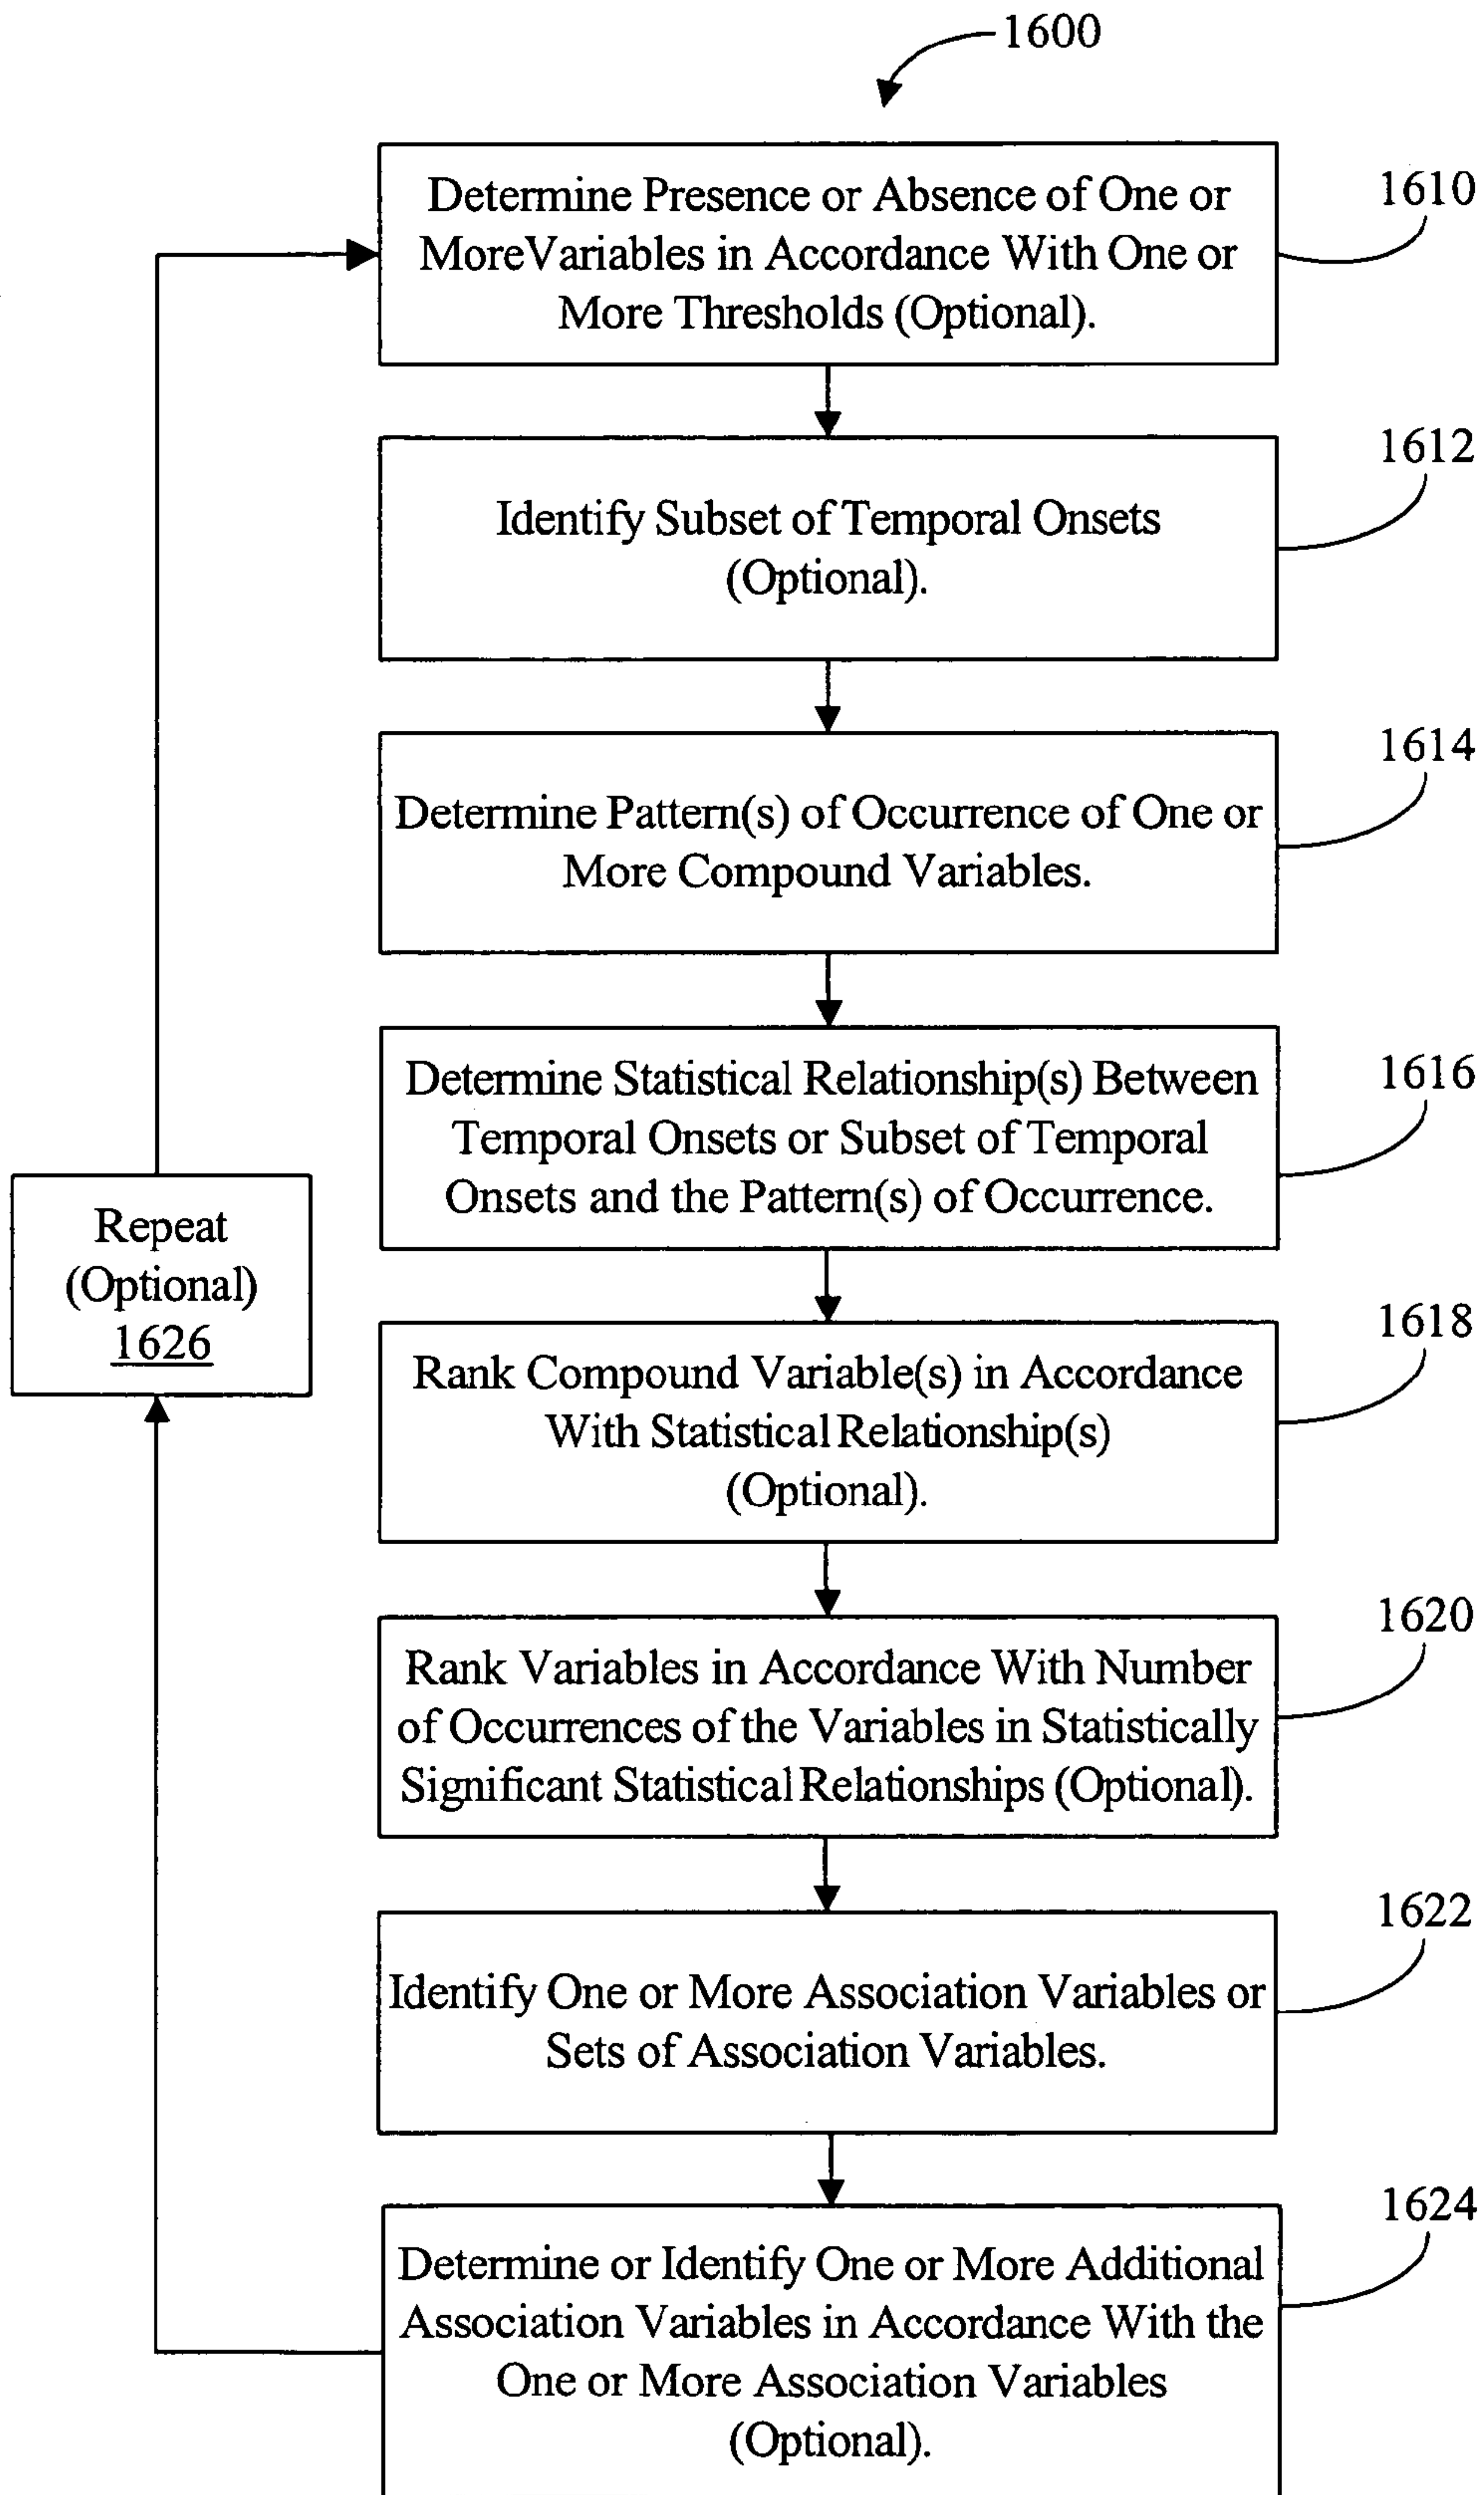 1600
Determine Presence or Absence of One or
MoreVariables in Accordance With One or
More Thresholds (Optional).
1610
Identify Subset of Temporal Onsets
(Optional).
1612
Determine Pattern(s) of Occurrence of One or
More Compound Variables.
1614
Determine Statistical Relationship(s) Between
Temporal Onsets or Subset of Temporal
Onsets and the Pattern(s) of Occurrence.
1616
Repeat
(Optional)
1626
Rank Compound Variable(s) in Accordance
With Statistical Relationship(s)
(Optional).
1618
Rank Variables in Accordance With Number
of Occurrences of the Variables in Statistically
Significant Statistical Relationships (Optional).
1620
Identify One or More Association Variables or
Sets of Association Variables.
1622
Determine or Identify One or More Additional
Association Variables in Accordance With the
One or More Association Variables
(Optional).
1624